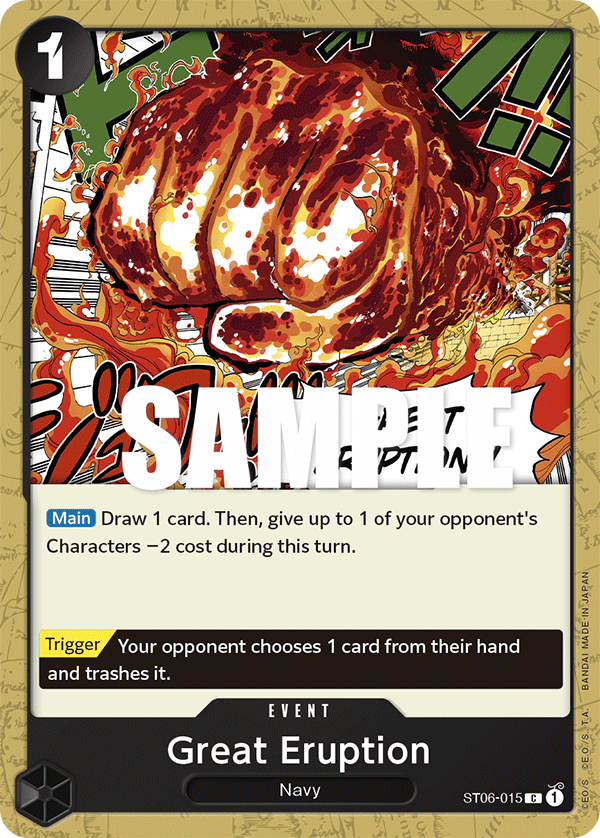 1
SAMPLE
Main Draw 1 card. Then, give up to 1 of your opponent's
Characters −2 cost during this turn.
Trigger Your opponent chooses 1 card from their hand
and trashes it.
EVENT
Great Eruption
Navy
ST06-015 C 1
©E.O./S. ©E.O./S.,T.A. BANDAI MADE IN JAPAN